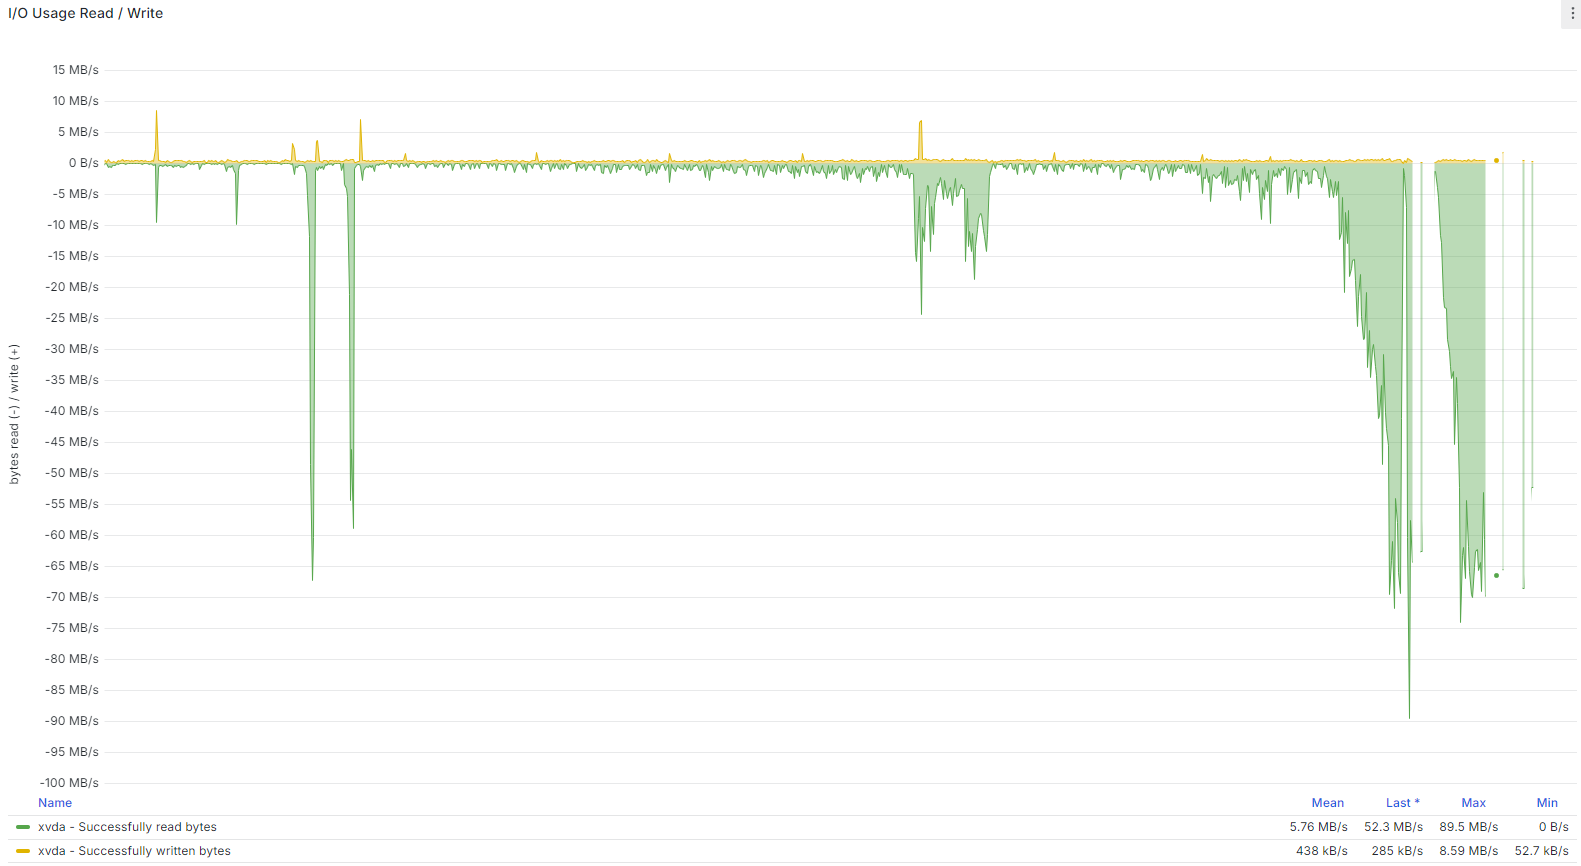 I/O Usage Read / Write
bytes read (-) / write (+)
15 MB/s
10 MB/s
5 MB/s
0 B/s
-5 MB/s
-10 MB/s
-15 MB/s
-20 MB/s
-25 MB/s
-30 MB/s
-35 MB/s
-40 MB/s
-45 MB/s
-50 MB/s
-55 MB/s
-60 MB/s
-65 MB/s
-70 MB/s
-75 MB/s
-80 MB/s
-85 MB/s
-90 MB/s
-95 MB/s
-100 MB/s
Name Mean Last * Max Min
xvda - Successfully read bytes 5.76 MB/s 52.3 MB/s 89.5 MB/s 0 B/s
xvda - Successfully written bytes 438 kB/s 285 kB/s 8.59 MB/s 52.7 kB/s